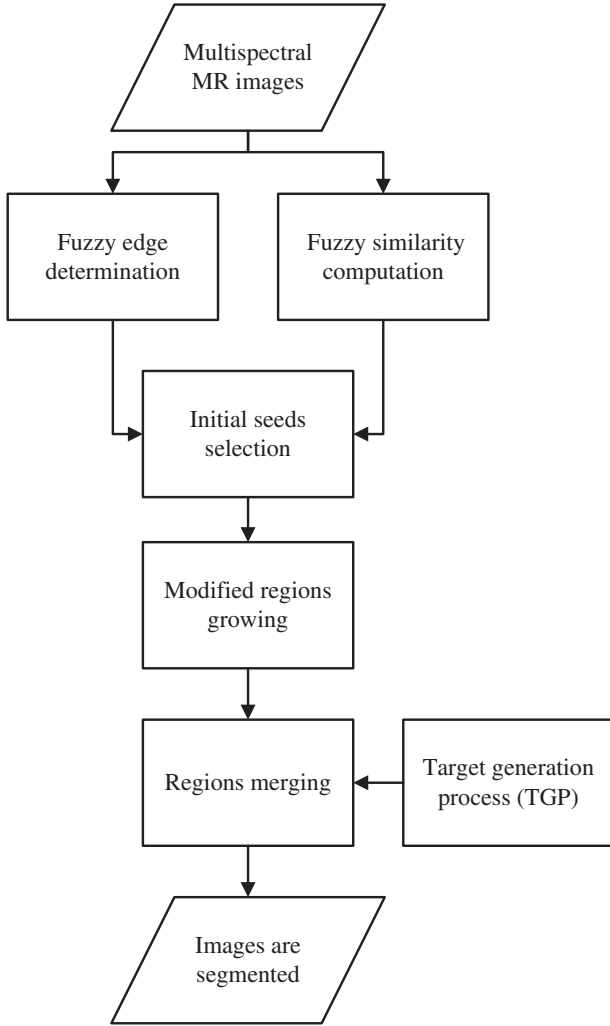 Multispectral
MR images
Fuzzy edge
determination
Fuzzy similarity
computation
Initial seeds
selection
Modified regions
growing
Regions merging
Target generation
process (TGP)
Images are
segmented